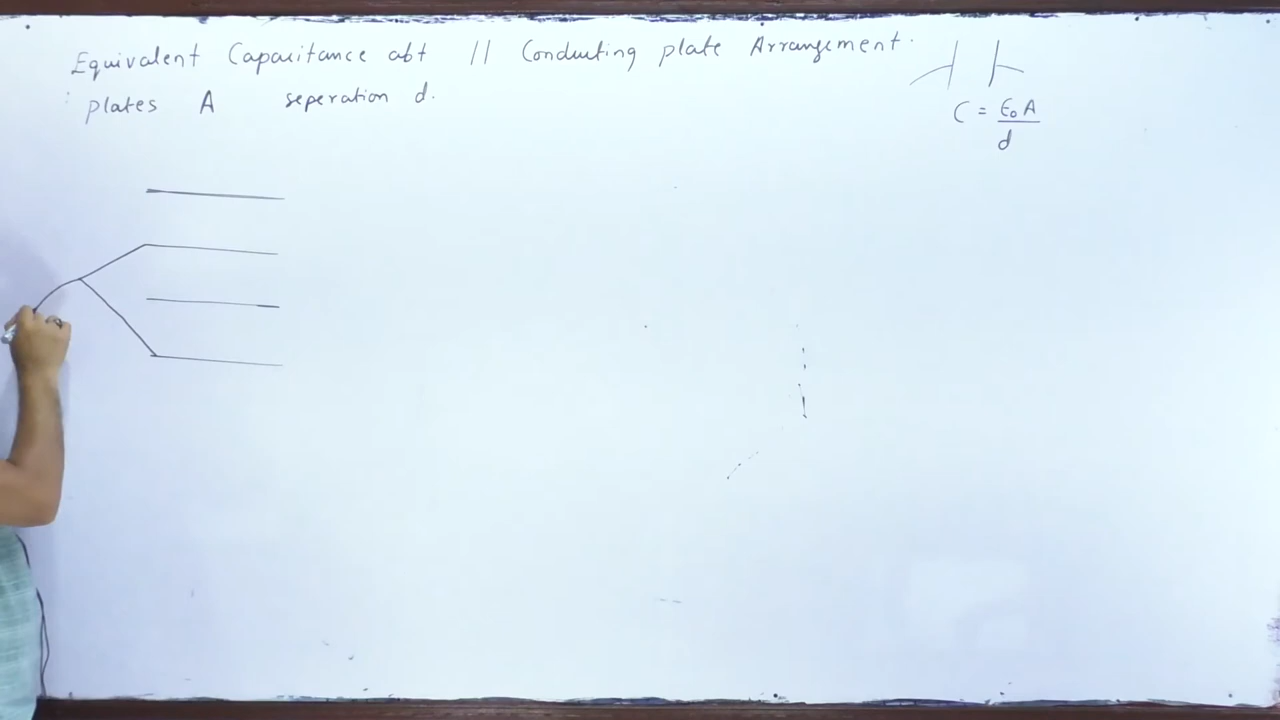 Equivalent Capacitance abt // Conducting plate Arrangement.
: plates A seperation d.
C = ϵ₀A / d